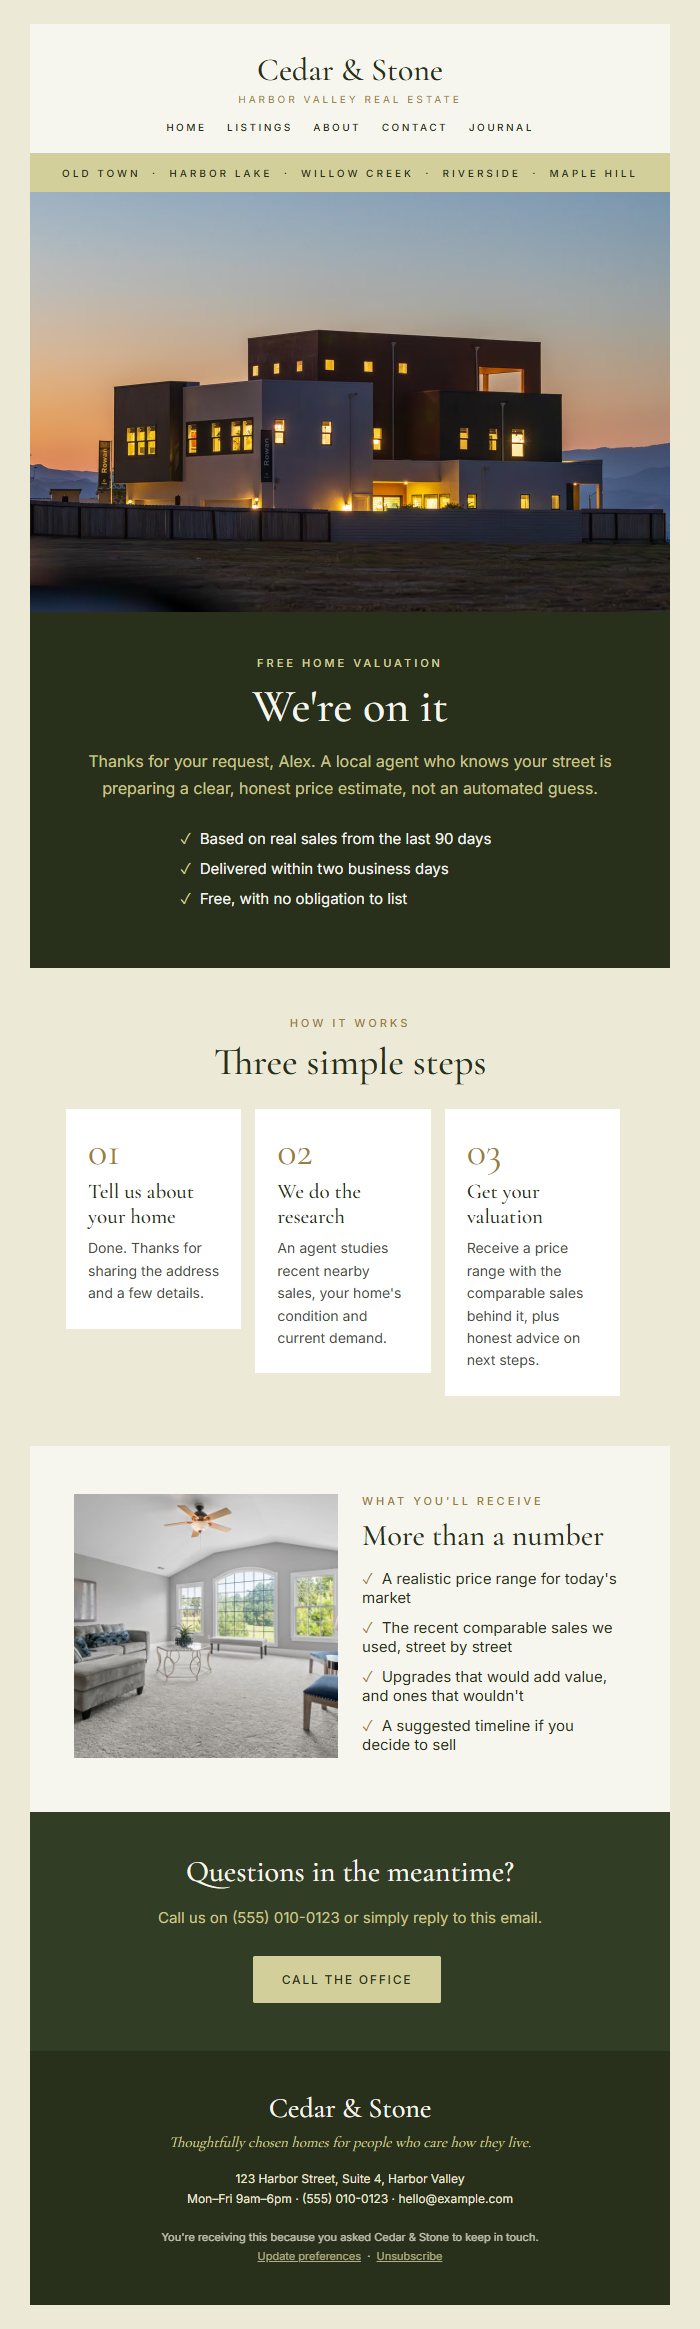 Cedar & Stone
HARBOR VALLEY REAL ESTATE
HOME LISTINGS ABOUT CONTACT JOURNAL
OLD TOWN · HARBOR LAKE · WILLOW CREEK · RIVERSIDE · MAPLE HILL
Rowan
Rowan
FREE HOME VALUATION
We're on it
Thanks for your request, Alex. A local agent who knows your street is
preparing a clear, honest price estimate, not an automated guess.
✓ Based on real sales from the last 90 days
✓ Delivered within two business days
✓ Free, with no obligation to list
HOW IT WORKS
Three simple steps
01
Tell us about
your home
Done. Thanks for
sharing the address
and a few details.
02
We do the
research
An agent studies
recent nearby
sales, your home's
condition and
current demand.
03
Get your
valuation
Receive a price
range with the
comparable sales
behind it, plus
honest advice on
next steps.
WHAT YOU'LL RECEIVE
More than a number
✓ A realistic price range for today's
market
✓ The recent comparable sales we
used, street by street
✓ Upgrades that would add value,
and ones that wouldn't
✓ A suggested timeline if you
decide to sell
Questions in the meantime?
Call us on (555) 010-0123 or simply reply to this email.
CALL THE OFFICE
Cedar & Stone
Thoughtfully chosen homes for people who care how they live.
123 Harbor Street, Suite 4, Harbor Valley
Mon–Fri 9am–6pm · (555) 010-0123 · hello@example.com
You're receiving this because you asked Cedar & Stone to keep in touch.
Update preferences · Unsubscribe